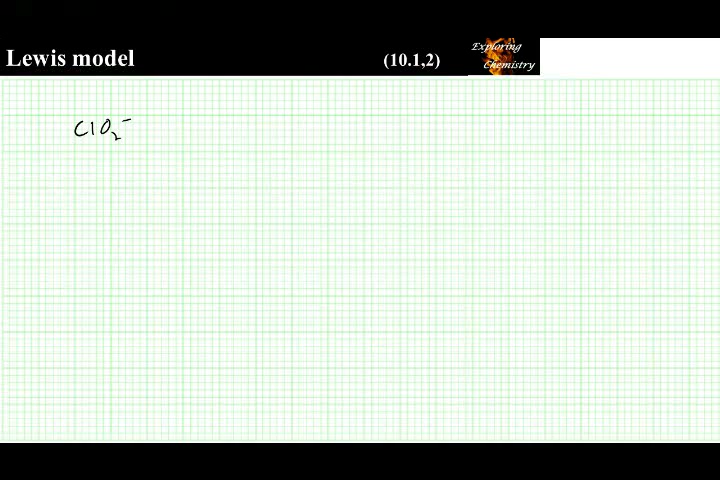 Lewis model (10.1,2)
Exploring
Chemistry
ClO₂⁻